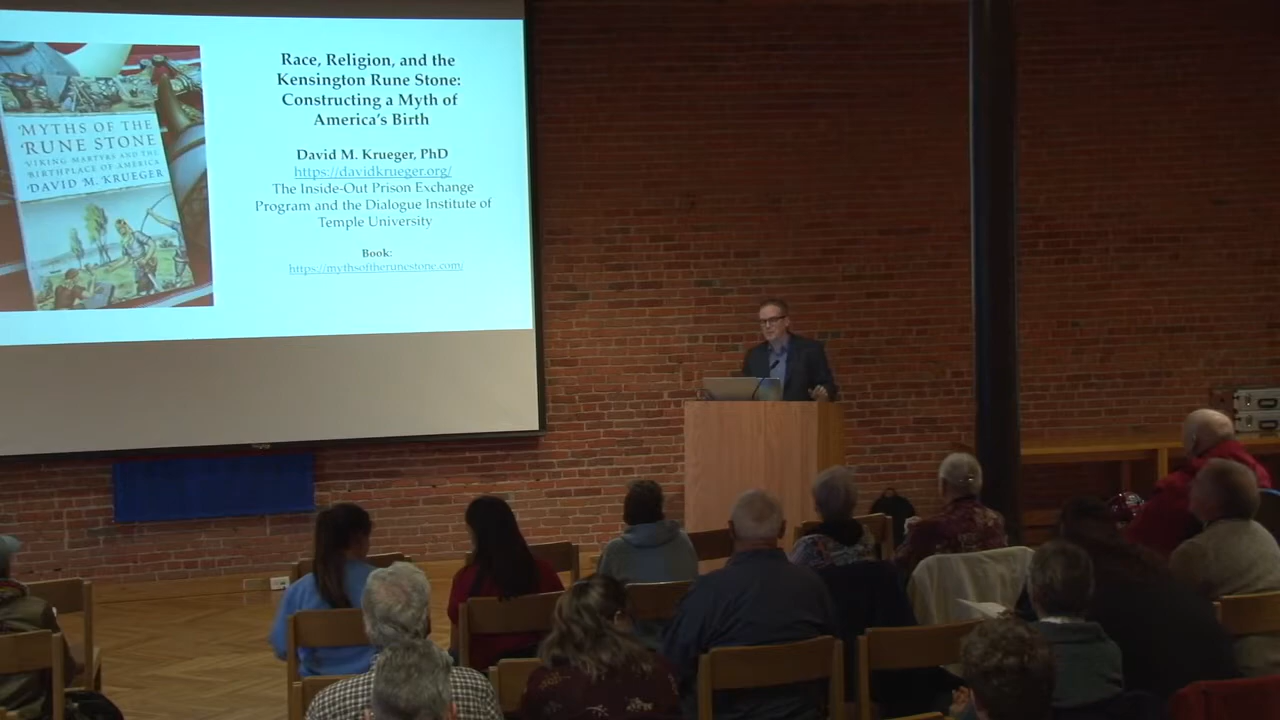 MYTHS OF THE
RUNE STONE
VIKING MARTYRS AND THE
BIRTHPLACE OF AMERICA
DAVID M. KRUEGER
Race, Religion, and the
Kensington Rune Stone:
Constructing a Myth of
America's Birth
David M. Krueger, PhD
https://davidkrueger.org/
The Inside-Out Prison Exchange
Program and the Dialogue Institute of
Temple University
Book:
https://mythsoftherunestone.com/